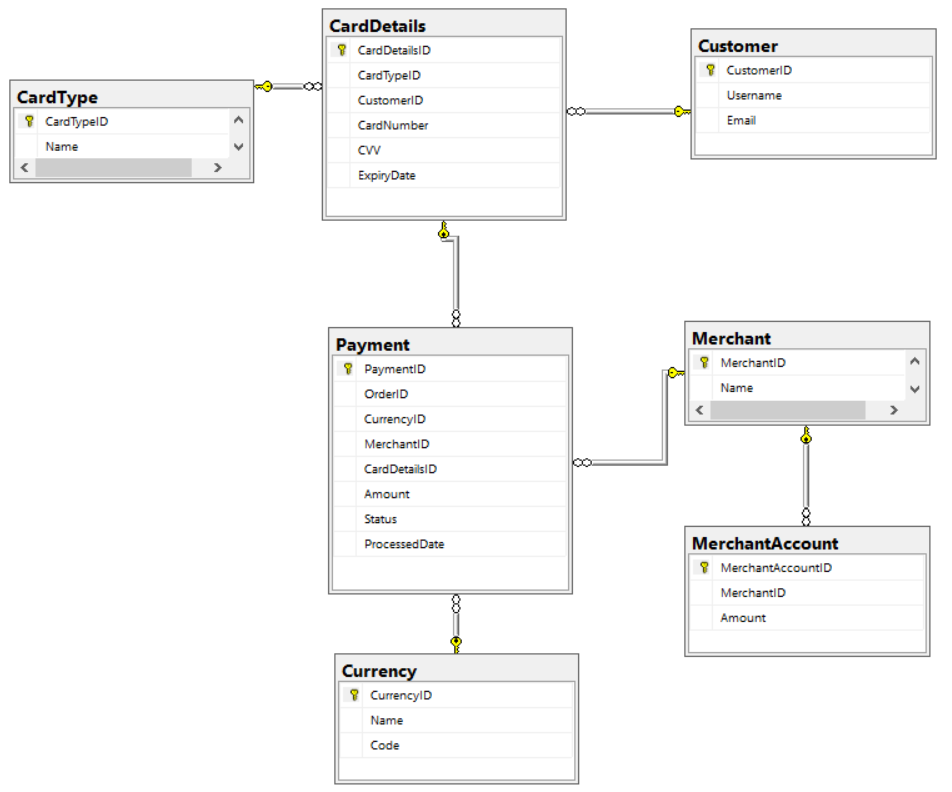 CardDetails
CardDetailsID
CardTypeID
CustomerID
CardNumber
CVV
ExpiryDate
Customer
CustomerID
Username
Email
CardType
CardTypeID
Name
Payment
PaymentID
OrderID
CurrencyID
MerchantID
CardDetailsID
Amount
Status
ProcessedDate
Merchant
MerchantID
Name
MerchantAccount
MerchantAccountID
MerchantID
Amount
Currency
CurrencyID
Name
Code